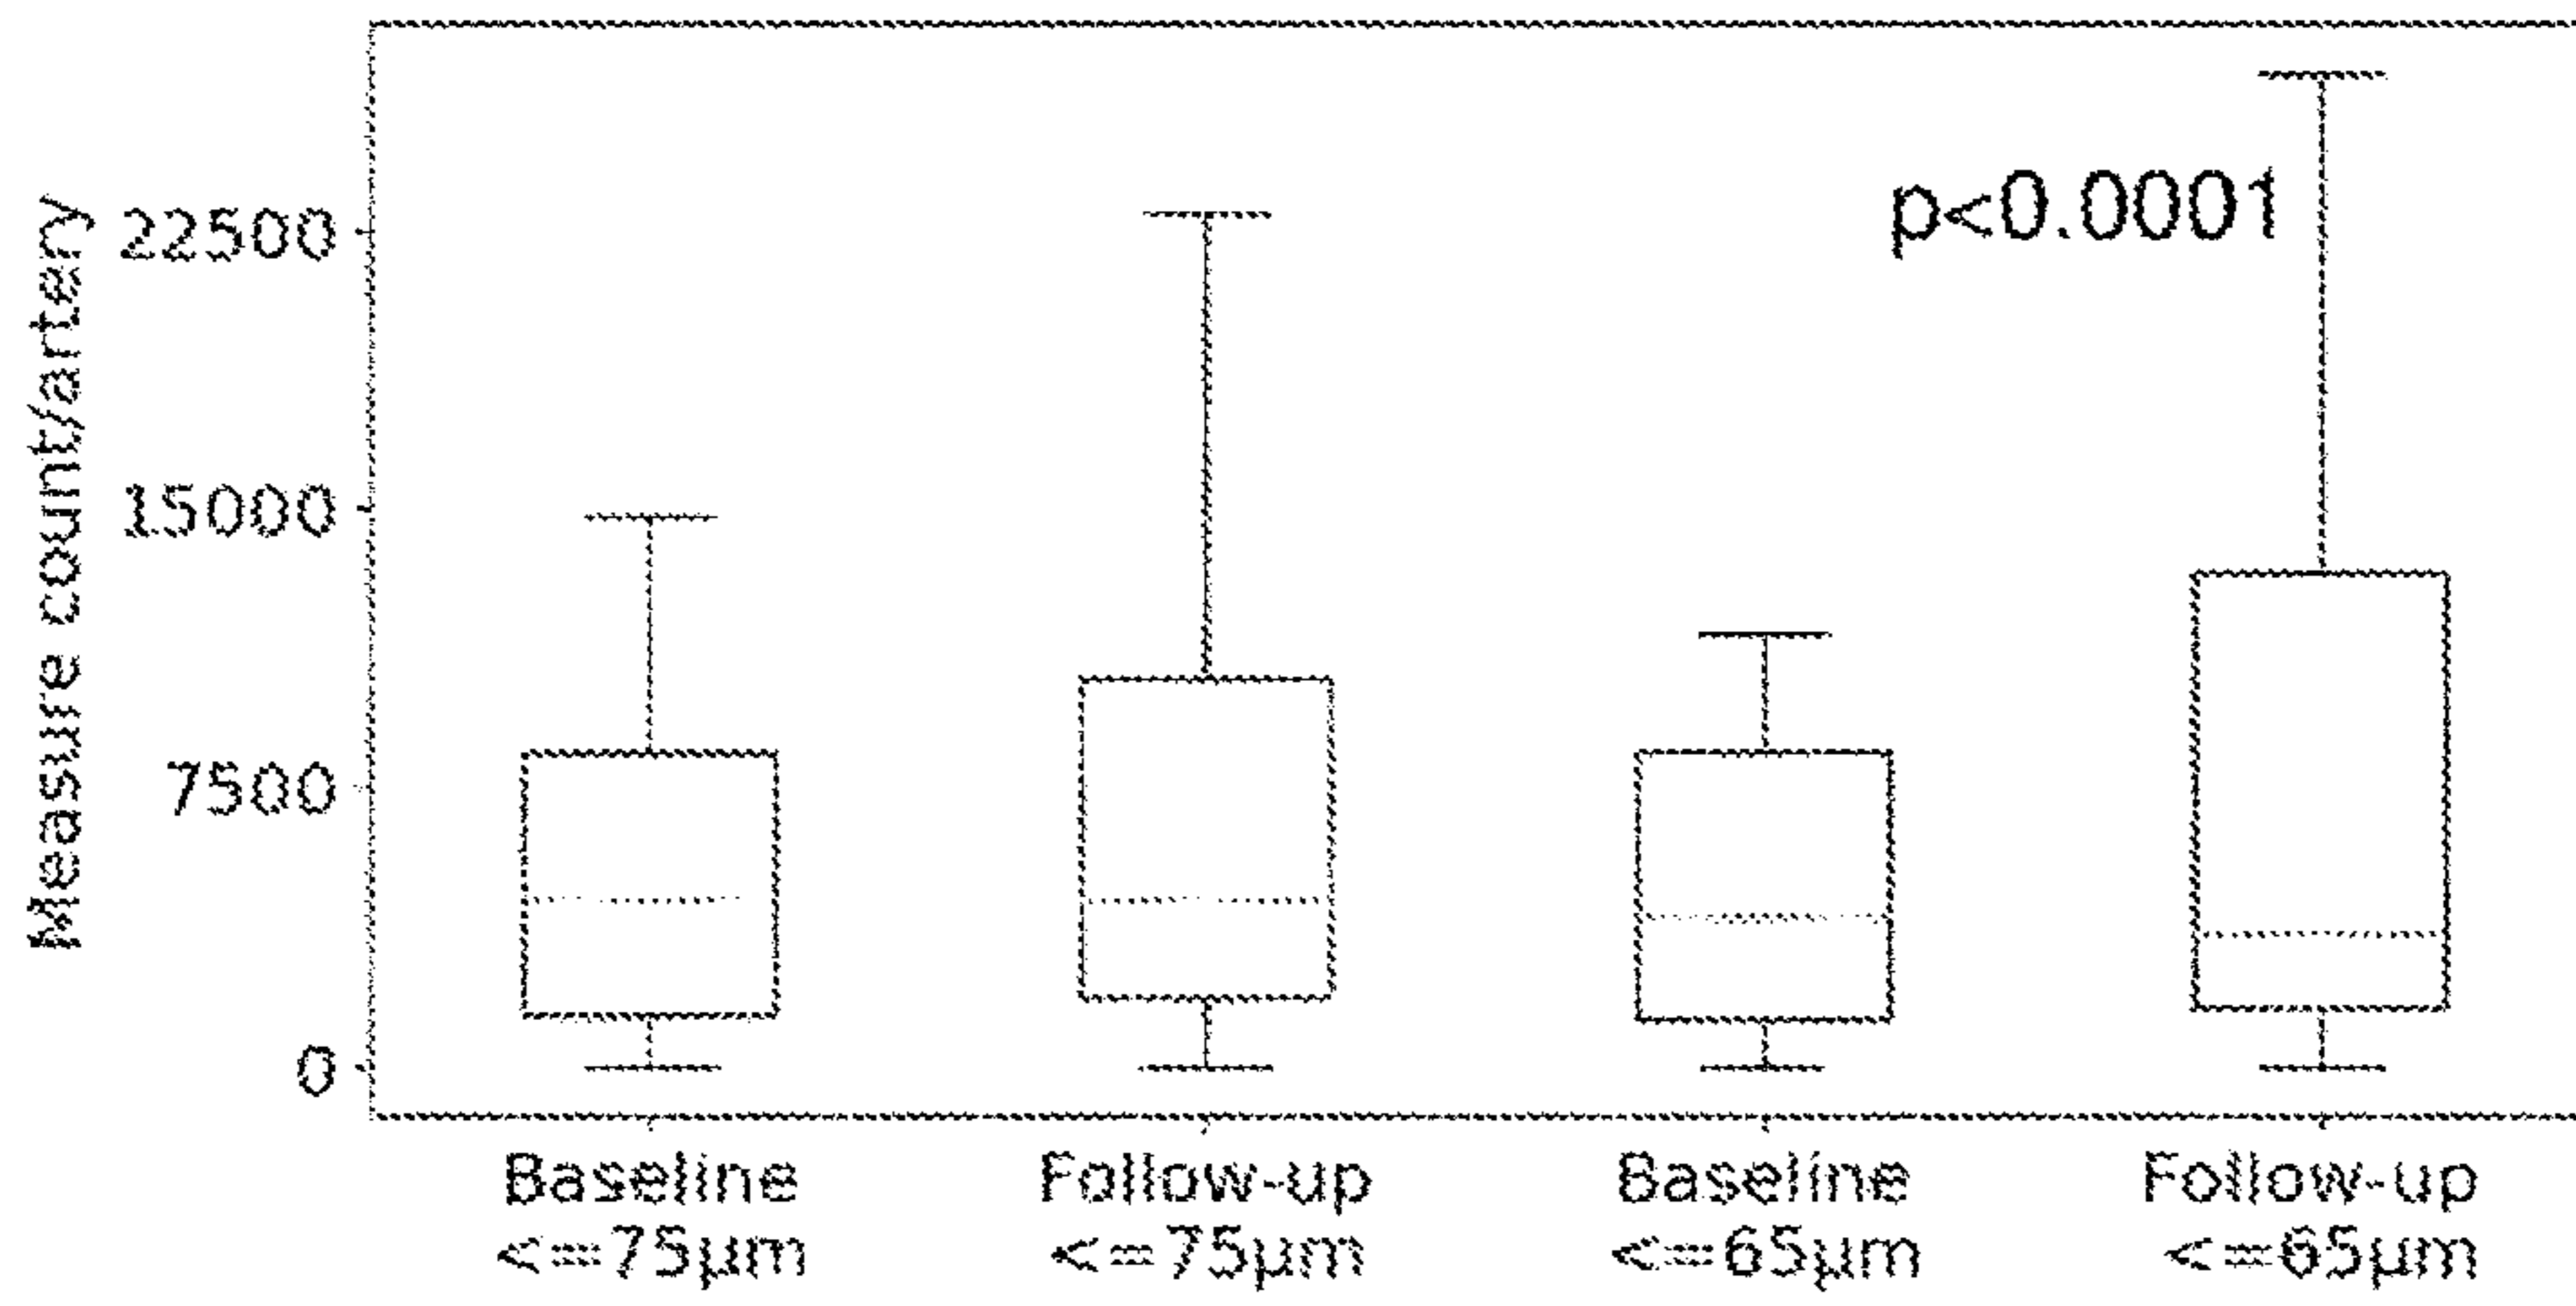 Measure count/artery
22500
15000
7500
0
p<0.0001
Baseline
<=75µm
Follow-up
<=75µm
Baseline
<=65µm
Follow-up
<=65µm